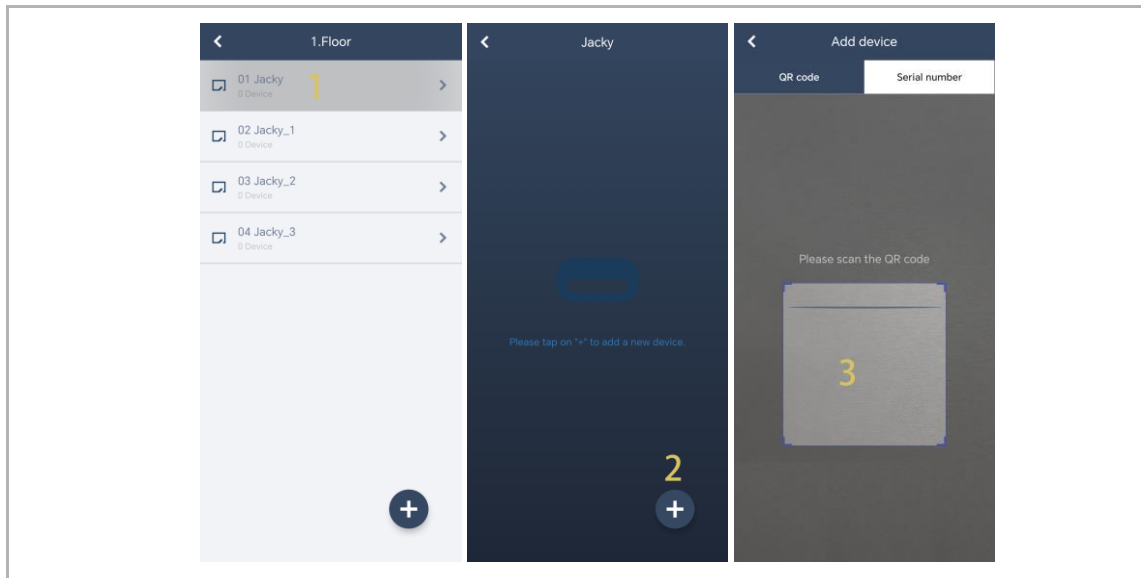 1.Floor
01 Jacky
0 Device
1
02 Jacky_1
0 Device
03 Jacky_2
0 Device
04 Jacky_3
0 Device
Jacky
Please tap on "+" to add a new device.
2
Add device
QR code
Serial number
Please scan the QR code
3